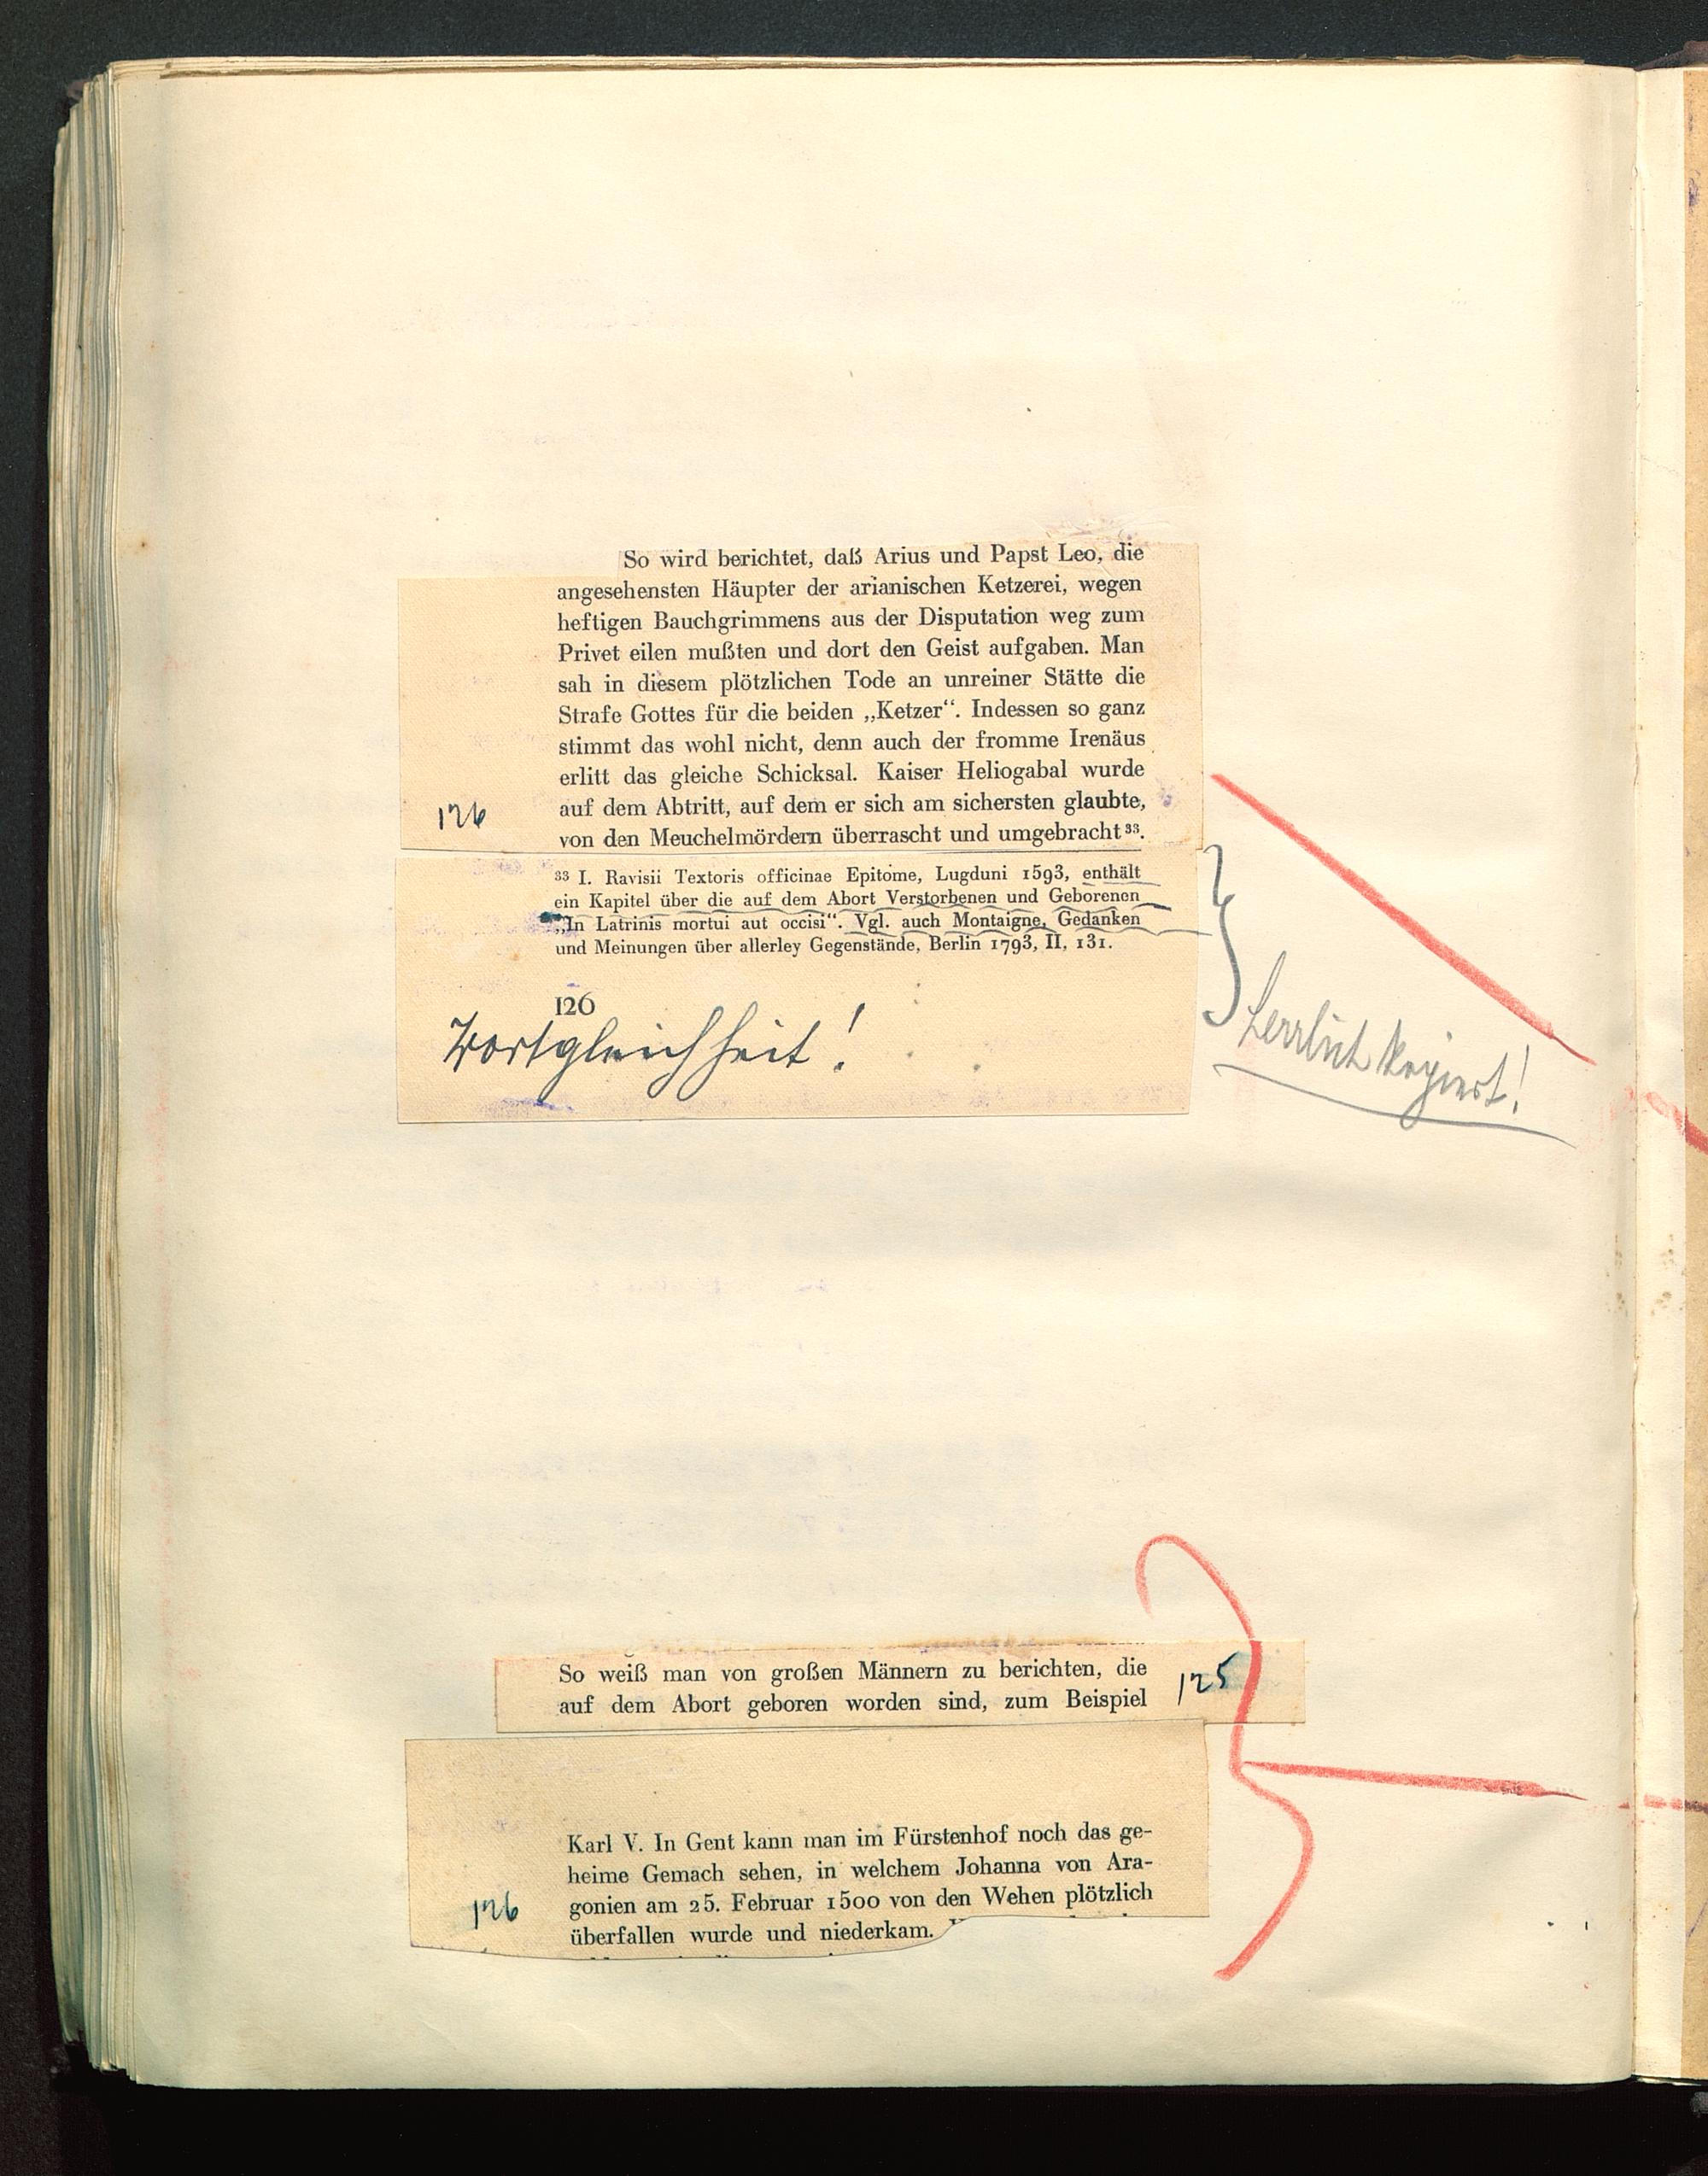 So wird berichtet, daß Arius und Papst Leo, die
angesehensten Häupter der arianischen Ketzerei, wegen
heftigen Bauchgrimmens aus der Disputation weg zum
Privet eilen mußten und dort den Geist aufgaben. Man
sah in diesem plötzlichen Tode an unreiner Stätte die
Strafe Gottes für die beiden „Ketzer“. Indessen so ganz
stimmt das wohl nicht, denn auch der fromme Irenäus
erlitt das gleiche Schicksal. Kaiser Heliogabal wurde
126
auf dem Abtritt, auf dem er sich am sichersten glaubte,
von den Meuchelmördern überrascht und umgebracht³³.
³³ I. Ravisii Textoris officinae Epitome, Lugduni 1593, enthält
ein Kapitel über die auf dem Abort Verstorbenen und Geborenen
„In Latrinis mortui aut occisi“. Vgl. auch Montaigne, Gedanken
und Meinungen über allerley Gegenstände, Berlin 1793, II, 131.
126
Wortgleichheit!
Herrlich kopiert!
So weiß man von großen Männern zu berichten, die
auf dem Abort geboren worden sind, zum Beispiel
125
Karl V. In Gent kann man im Fürstenhof noch das ge-
heime Gemach sehen, in welchem Johanna von Ara-
gonien am 25. Februar 1500 von den Wehen plötzlich
126
überfallen wurde und niederkam.